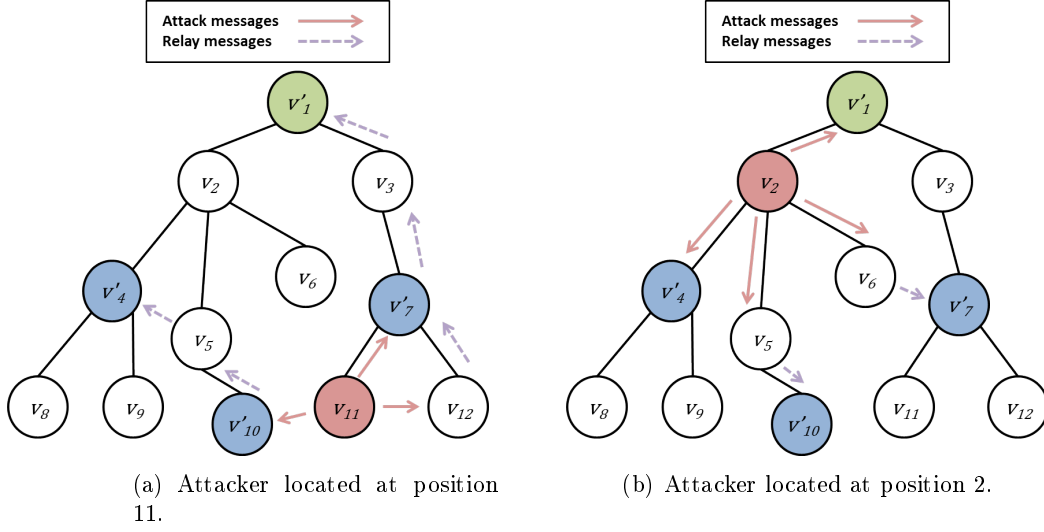 Attack messages
Relay messages
v'1
v2
v3
v'4
v6
v'7
v5
v8
v9
v'10
v11
v12
(a) Attacker located at position
11.
Attack messages
Relay messages
v'1
v2
v3
v'4
v6
v'7
v5
v8
v9
v'10
v11
v12
(b) Attacker located at position 2.